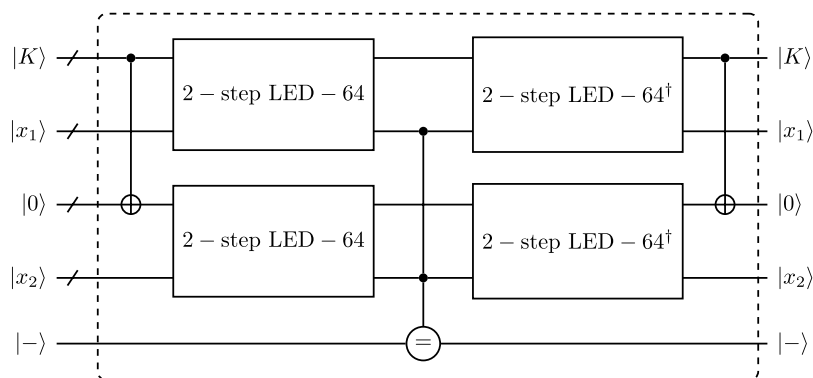 |K⟩ 2 − step LED − 64 2 − step LED − 64† |K⟩
|x₁⟩ |x₁⟩
|0⟩ 2 − step LED − 64 2 − step LED − 64† |0⟩
|x₂⟩ |x₂⟩
|−⟩ = |−⟩